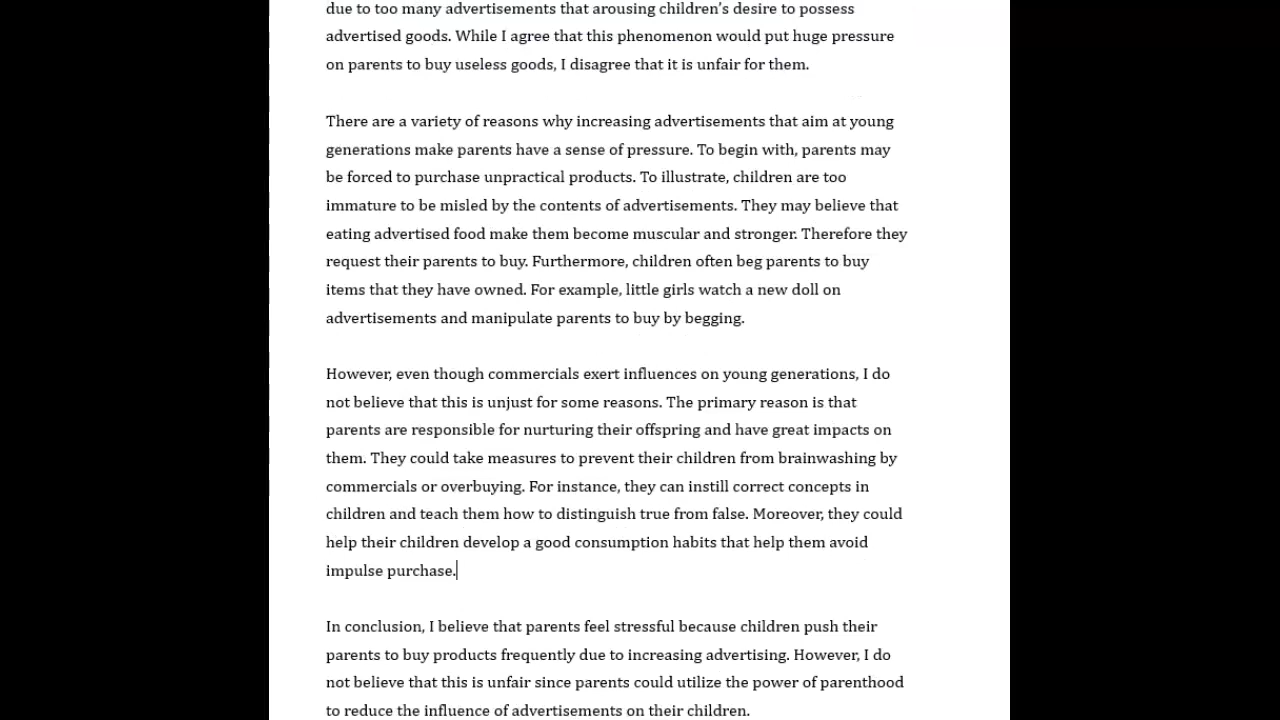 due to too many advertisements that arousing children’s desire to possess
advertised goods. While I agree that this phenomenon would put huge pressure
on parents to buy useless goods, I disagree that it is unfair for them.
There are a variety of reasons why increasing advertisements that aim at young
generations make parents have a sense of pressure. To begin with, parents may
be forced to purchase unpractical products. To illustrate, children are too
immature to be misled by the contents of advertisements. They may believe that
eating advertised food make them become muscular and stronger. Therefore they
request their parents to buy. Furthermore, children often beg parents to buy
items that they have owned. For example, little girls watch a new doll on
advertisements and manipulate parents to buy by begging.
However, even though commercials exert influences on young generations, I do
not believe that this is unjust for some reasons. The primary reason is that
parents are responsible for nurturing their offspring and have great impacts on
them. They could take measures to prevent their children from brainwashing by
commercials or overbuying. For instance, they can instill correct concepts in
children and teach them how to distinguish true from false. Moreover, they could
help their children develop a good consumption habits that help them avoid
impulse purchase.
In conclusion, I believe that parents feel stressful because children push their
parents to buy products frequently due to increasing advertising. However, I do
not believe that this is unfair since parents could utilize the power of parenthood
to reduce the influence of advertisements on their children.